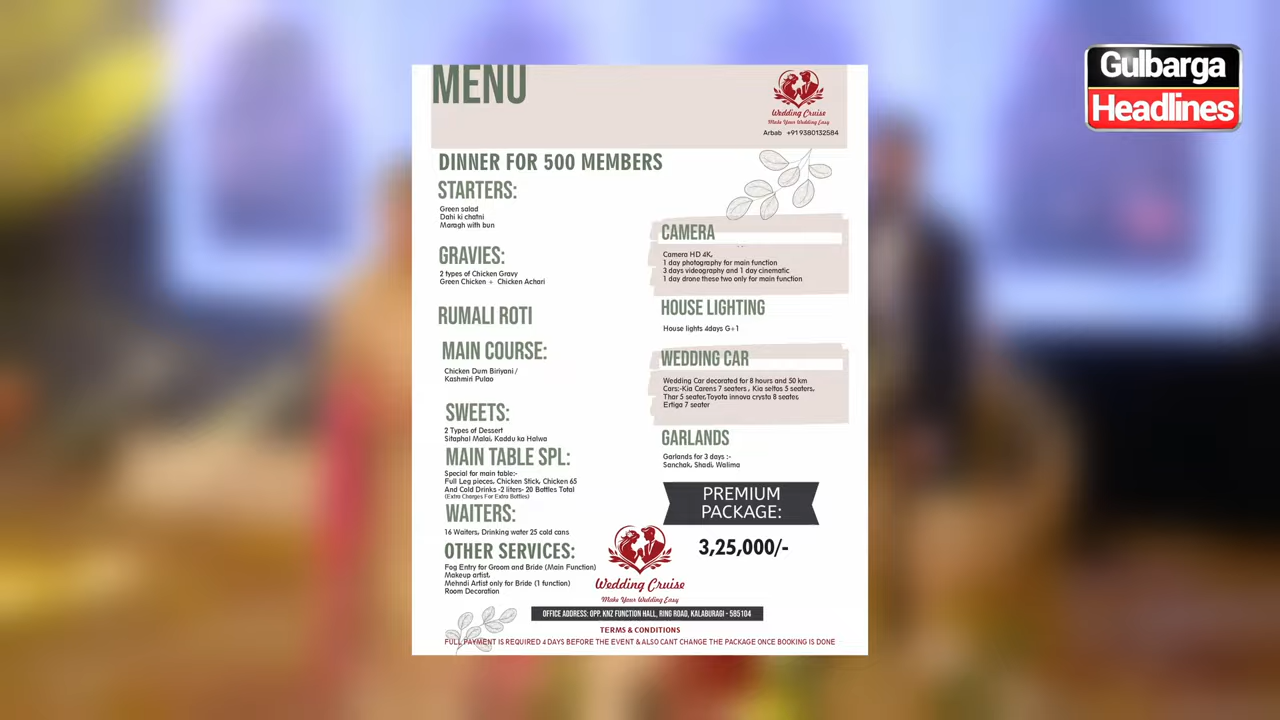 Gulbarga
Headlines
MENU
Wedding Cruise
Make Your Wedding Easy
Arbab +919380132584
DINNER FOR 500 MEMBERS
STARTERS:
Green salad
Dahi ki chatni
Maragh with bun
GRAVIES:
2 types of Chicken Gravy
Green Chicken + Chicken Achari
RUMALI ROTI
MAIN COURSE:
Chicken Dum Biriyani /
Kashmiri Pulao
SWEETS:
2 Types of Dessert
Sitaphal Malai, Kaddu ka Halwa
MAIN TABLE SPL:
Special for main table:-
Full Leg pieces, Chicken Stick, Chicken 65
And Cold Drinks -2 liters- 20 Bottles Total
(Extra Charges For Extra Bottles)
WAITERS:
16 Waiters, Drinking water 25 cold cans
OTHER SERVICES:
Fog Entry for Groom and Bride (Main Function)
Makeup artist,
Mehndi Artist only for Bride (1 function)
Room Decoration
CAMERA
Camera HD 4K,
1 day photography for main function
3 days videography and 1 day cinematic
1 day drone these two only for main function
HOUSE LIGHTING
House lights 4days G+1
WEDDING CAR
Wedding Car decorated for 8 hours and 50 km
Cars:-Kia Carens 7 seaters , Kia seltos 5 seaters,
Thar 5 seater,Toyota innova crysta 8 seater,
Ertiga 7 seater
GARLANDS
Garlands for 3 days :-
Sanchak, Shadi, Walima
PREMIUM
PACKAGE:
3,25,000/-
Wedding Cruise
Make Your Wedding Easy
OFFICE ADDRESS: OPP. KNZ FUNCTION HALL, RING ROAD, KALABURAGI - 585104
TERMS & CONDITIONS
FULL PAYMENT IS REQUIRED 4 DAYS BEFORE THE EVENT & ALSO CANT CHANGE THE PACKAGE ONCE BOOKING IS DONE